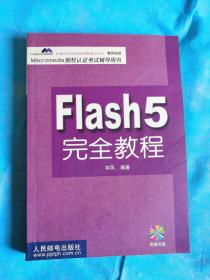 Macromedia授权认证考试辅导用书
Flash 5
完全教程
丰风 编著
人民邮电出版社
www.pptph.com.cn